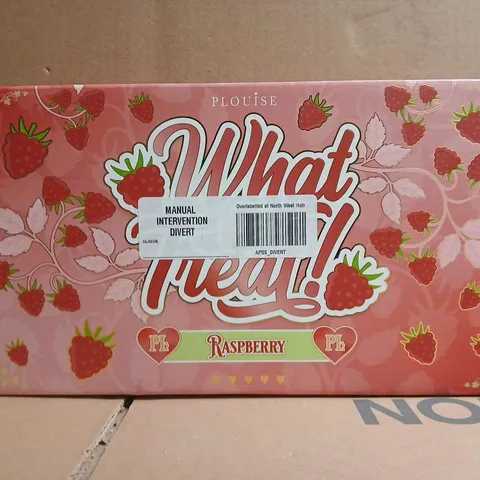 PLOUISE
What
Treat!
MANUAL
INTERVENTION
DIVERT
Overlabelled at North West Hub
APSS_DIVERT
PL
RASPBERRY
PL
NO